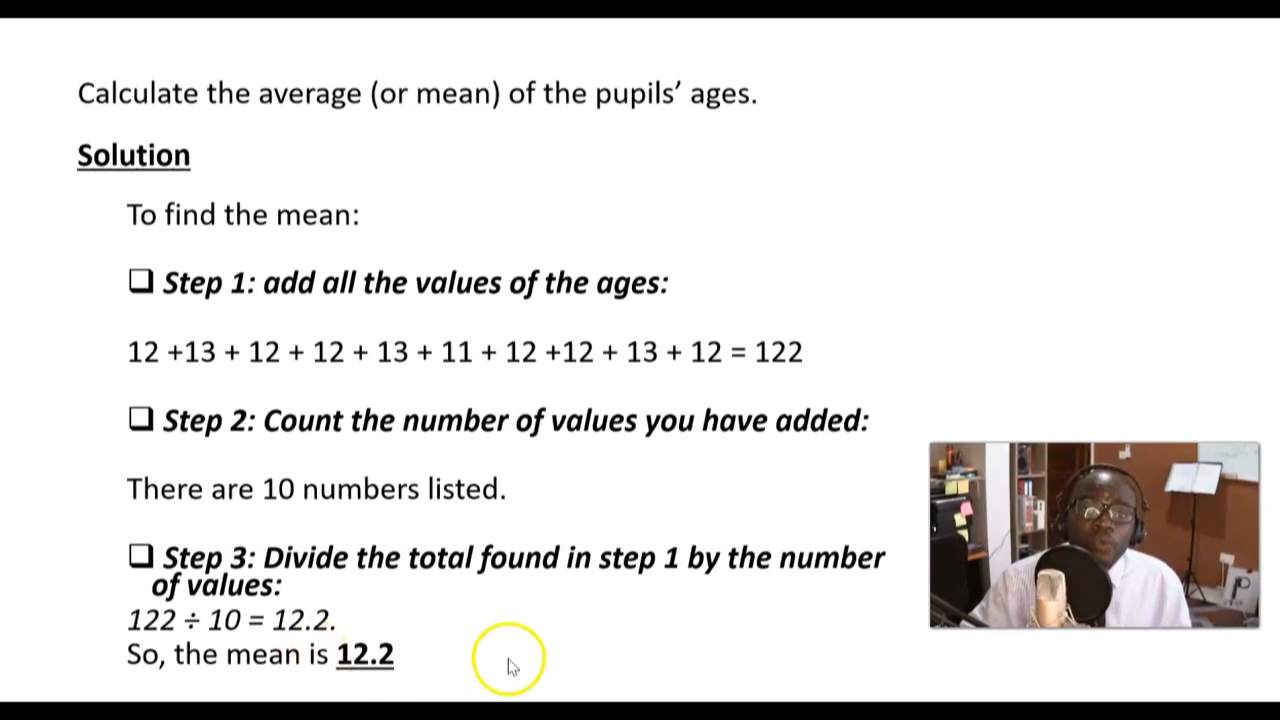 Calculate the average (or mean) of the pupils’ ages.
Solution
To find the mean:
❑ Step 1: add all the values of the ages:
12 +13 + 12 + 12 + 13 + 11 + 12 +12 + 13 + 12 = 122
❑ Step 2: Count the number of values you have added:
There are 10 numbers listed.
❑ Step 3: Divide the total found in step 1 by the number
of values:
122 ÷ 10 = 12.2.
So, the mean is 12.2